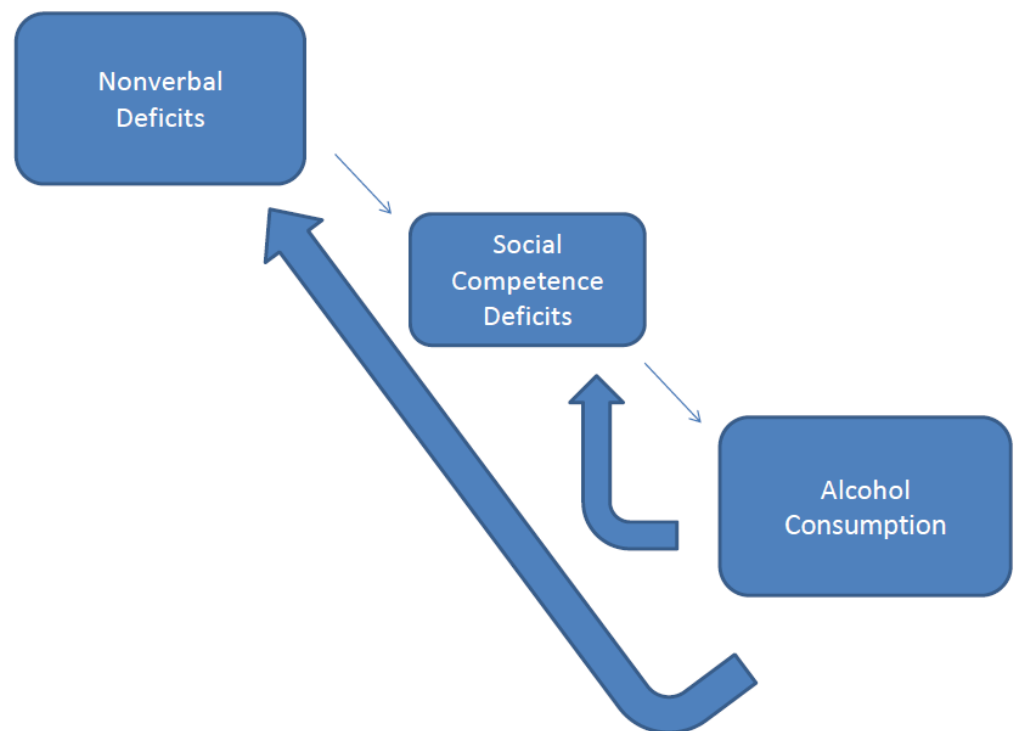 Nonverbal
Deficits
Social
Competence
Deficits
Alcohol
Consumption